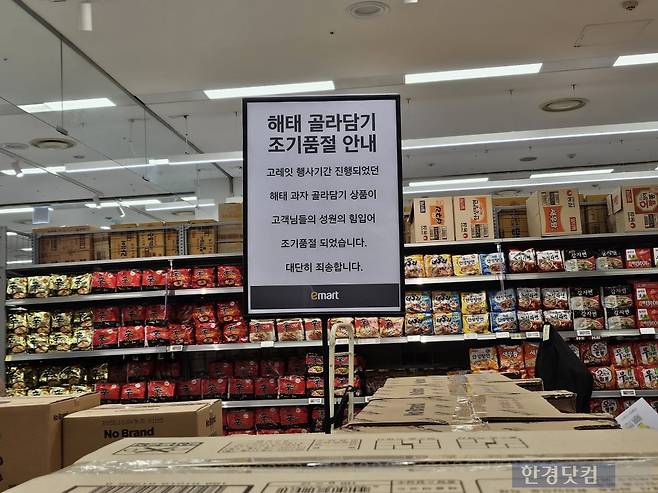 해태 골라담기
조기품절 안내
고레잇 행사기간 진행되었던
해태 과자 골라담기 상품이
고객님들의 성원의 힘입어
조기품절 되었습니다.
대단히 죄송합니다.
emart
No Brand
한경닷컴